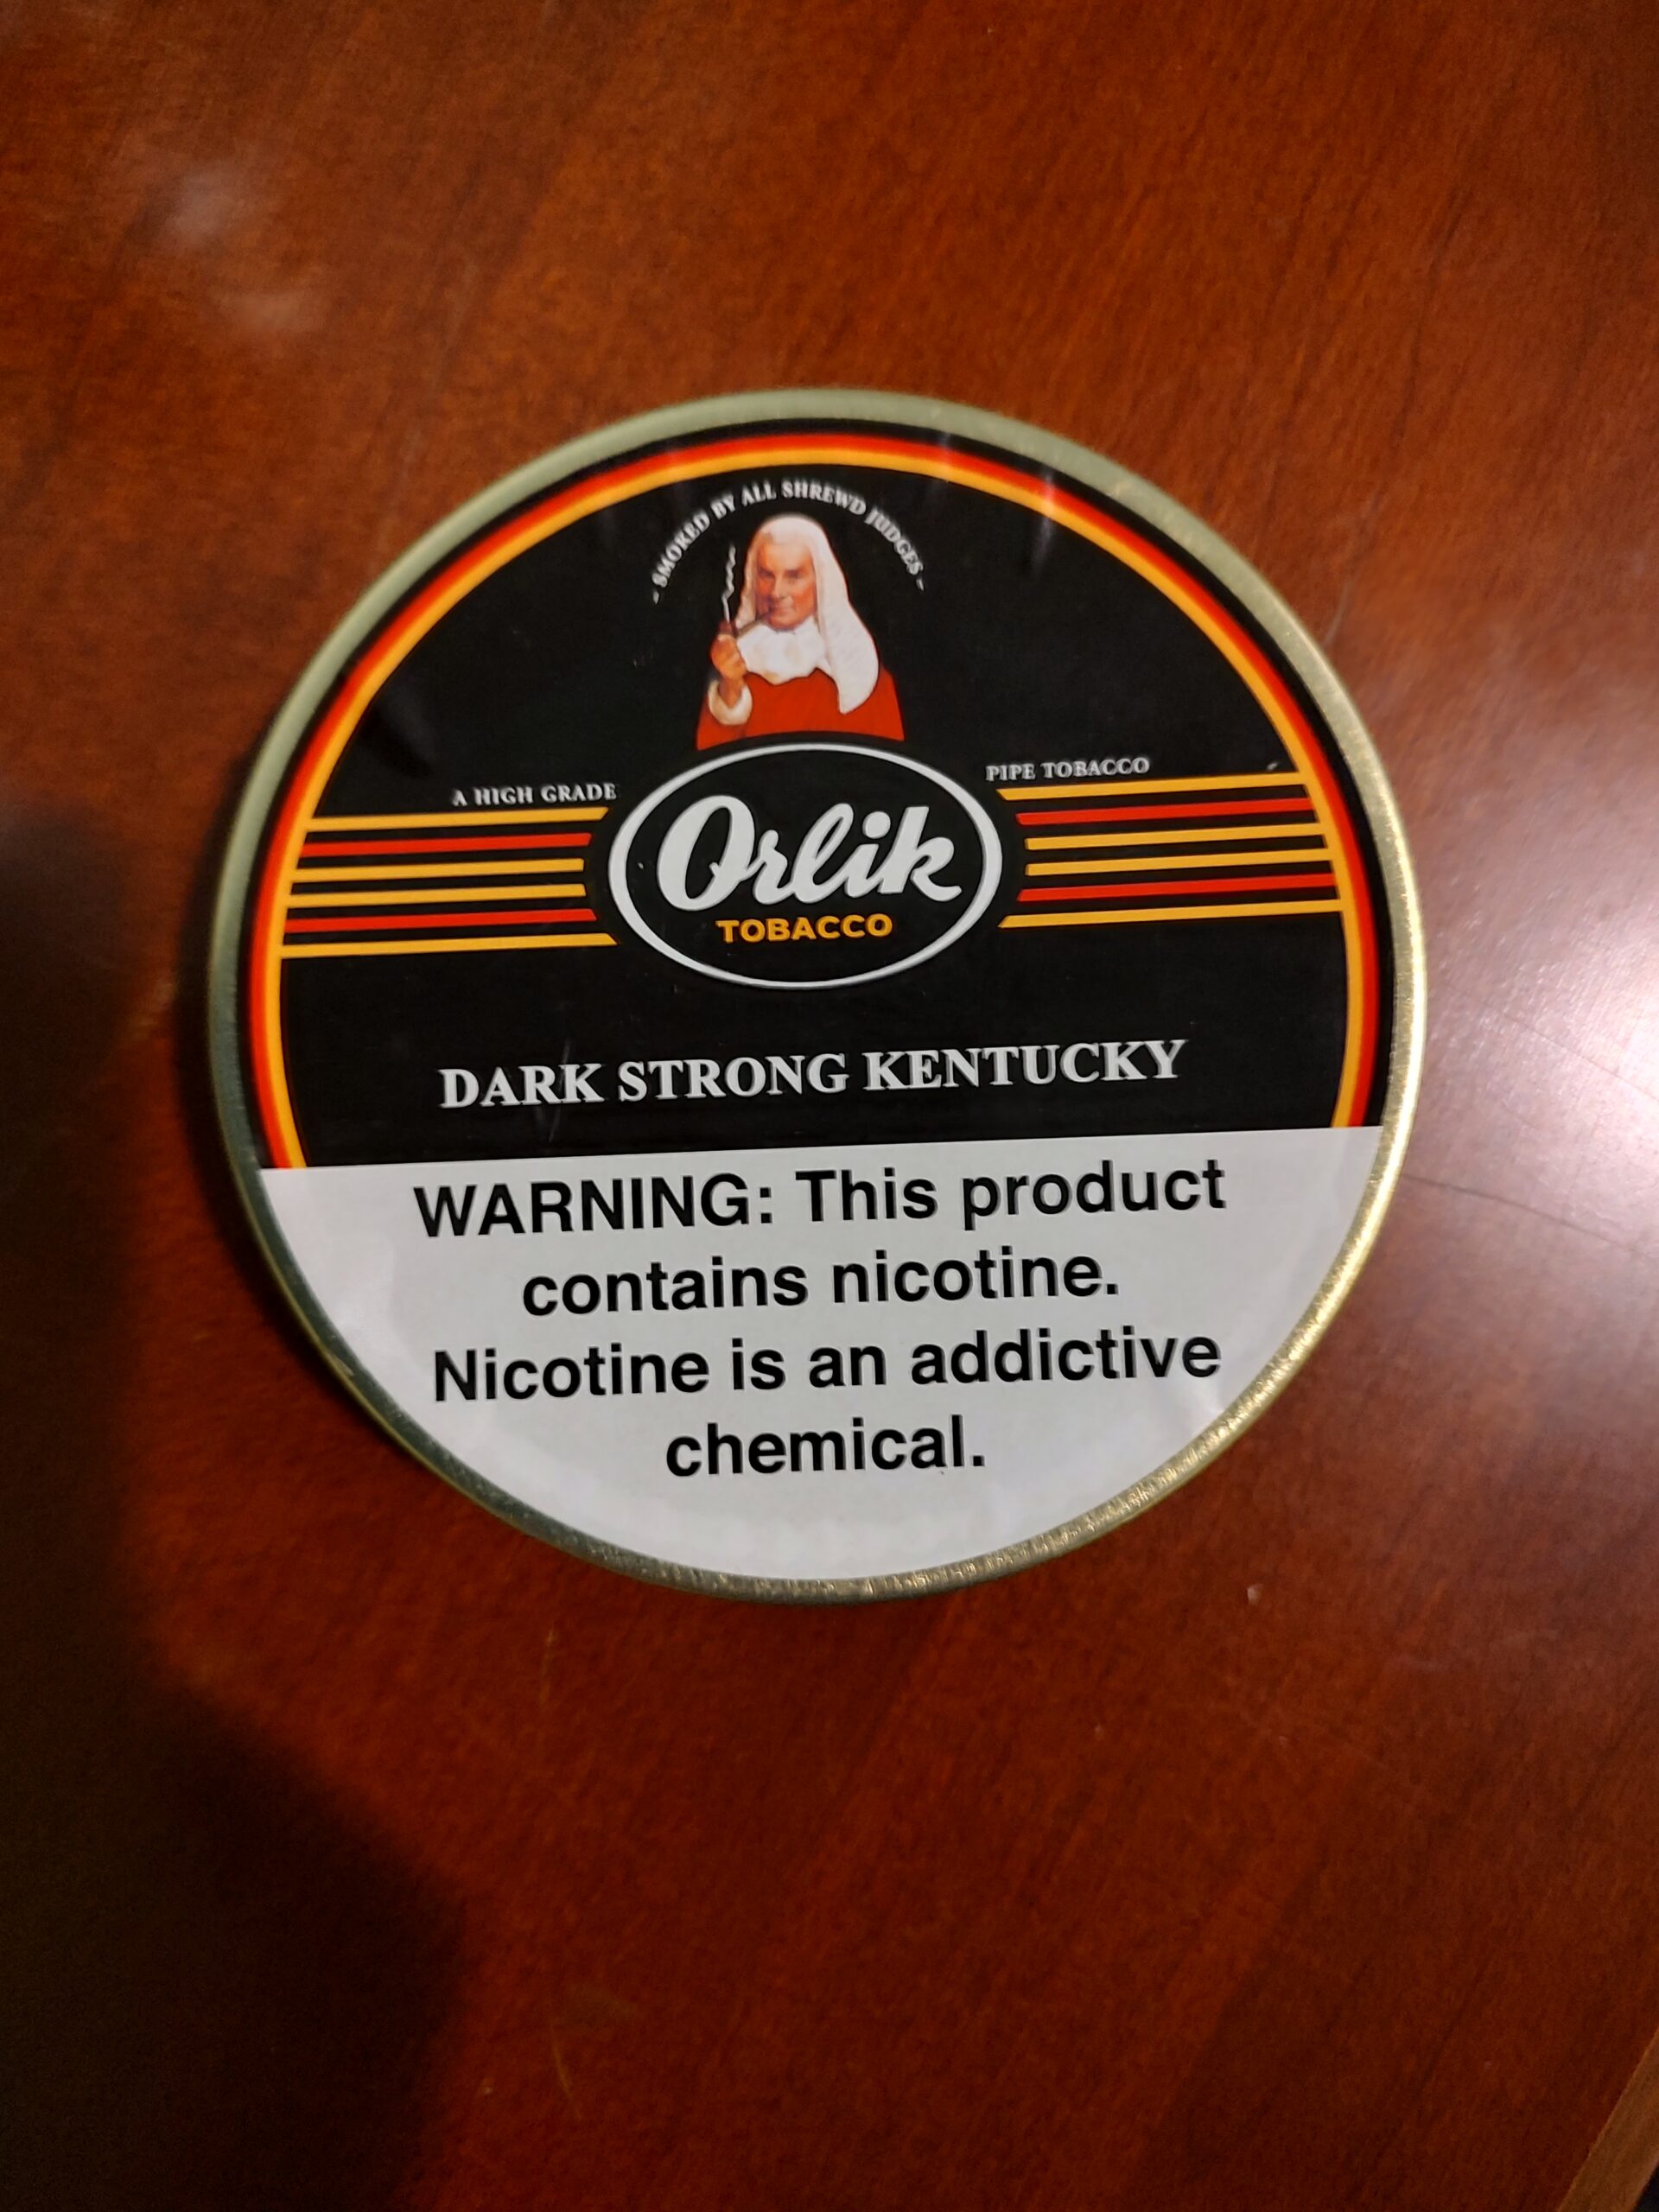 - SMOKED BY ALL SHREWD JUDGES -
A HIGH GRADE
PIPE TOBACCO
Orlik
TOBACCO
DARK STRONG KENTUCKY
WARNING: This product
contains nicotine.
Nicotine is an addictive
chemical.